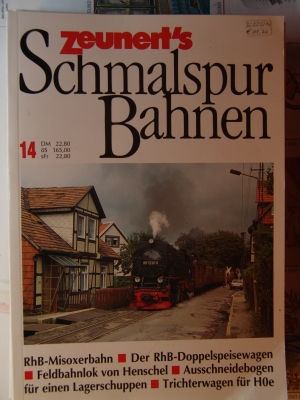 zeunert's
Schmalspur
Bahnen
14
DM 22,80
öS 165,00
sFr 22,80
RhB-Misoxerbahn ■ Der RhB-Doppelspeisewagen
■ Feldbahnlok von Henschel ■ Ausschneidebogen
für einen Lagerschuppen ■ Trichterwagen für H0e